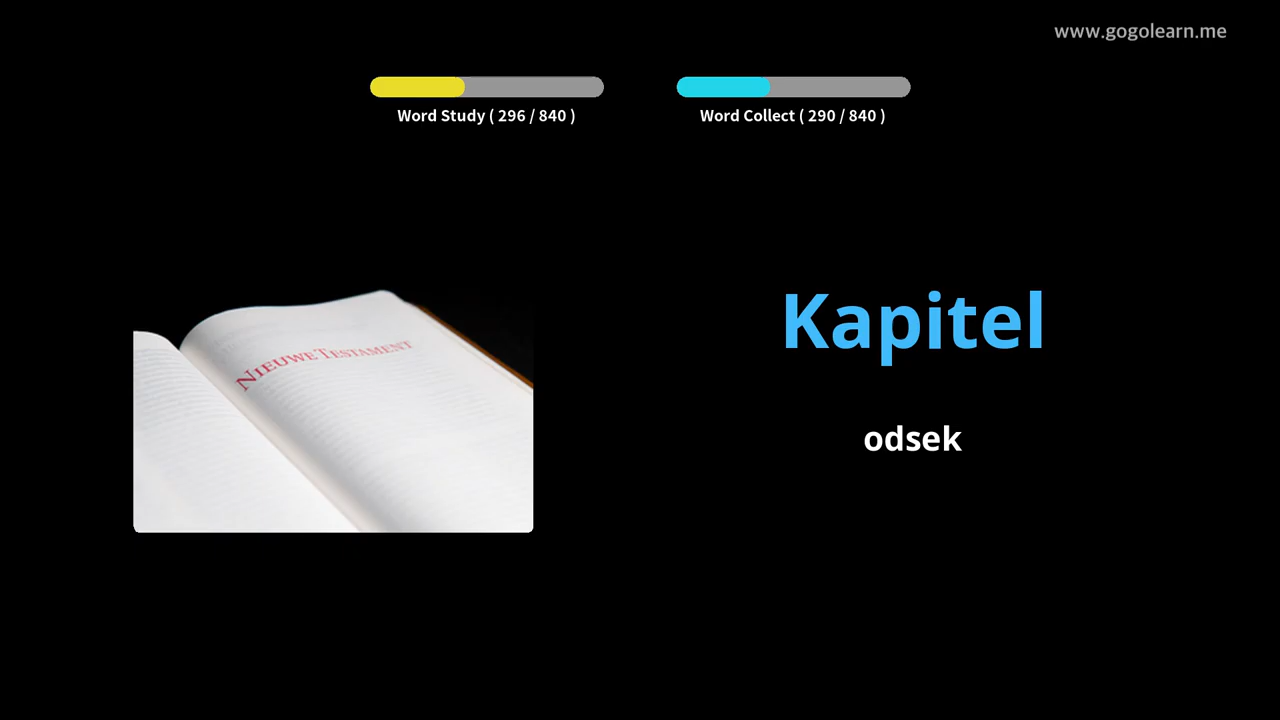 www.gogolearn.me
Word Study ( 296 / 840 )
Word Collect ( 290 / 840 )
NIEUWE TESTAMENT
Kapitel
odsek